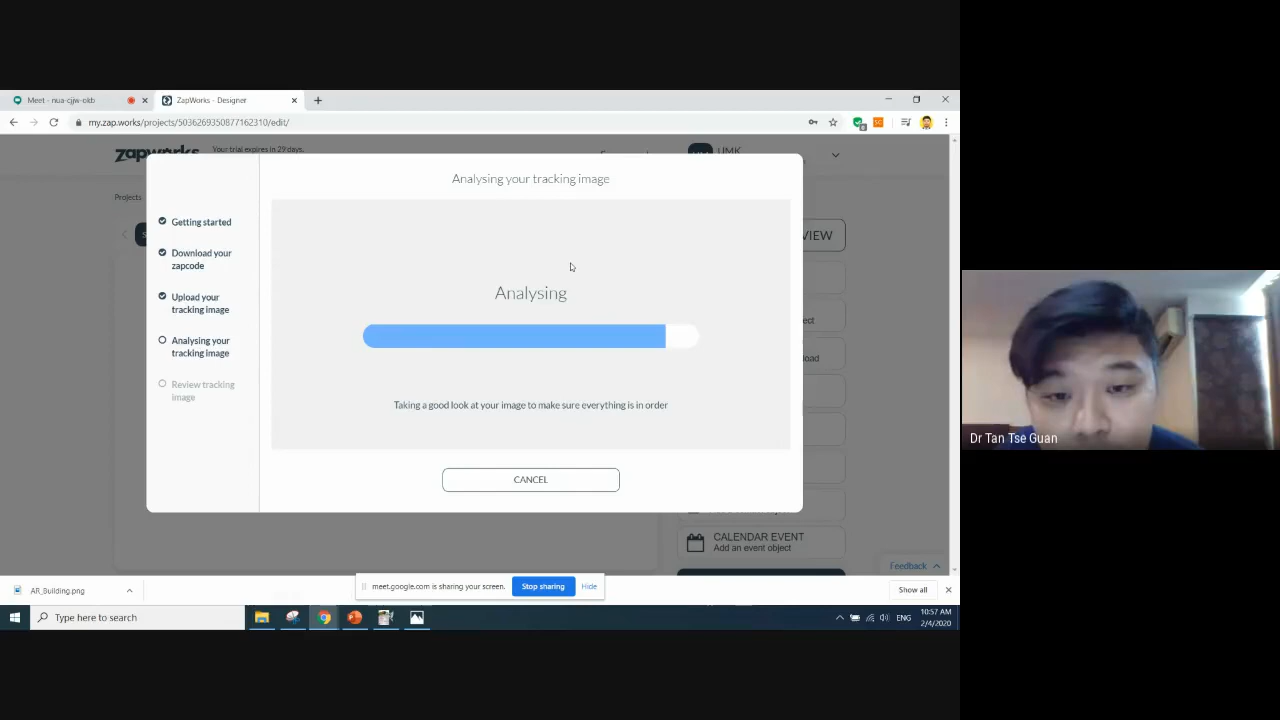 Meet - nua-cjjw-okb
ZapWorks - Designer
my.zap.works/projects/5036269350877162310/edit/
zapworks
Your trial expires in 29 days.
UMK
Projects
Analysing your tracking image
Getting started
Download your
zapcode
Upload your
tracking image
Analysing your
tracking image
Review tracking
image
Analysing
Taking a good look at your image to make sure everything is in order
CANCEL
VIEW
CALENDAR EVENT
Add an event object
Feedback
AR_Building.png
meet.google.com is sharing your screen.
Stop sharing
Hide
Show all
Type here to search
ENG
10:57 AM
2/4/2020
Dr Tan Tse Guan